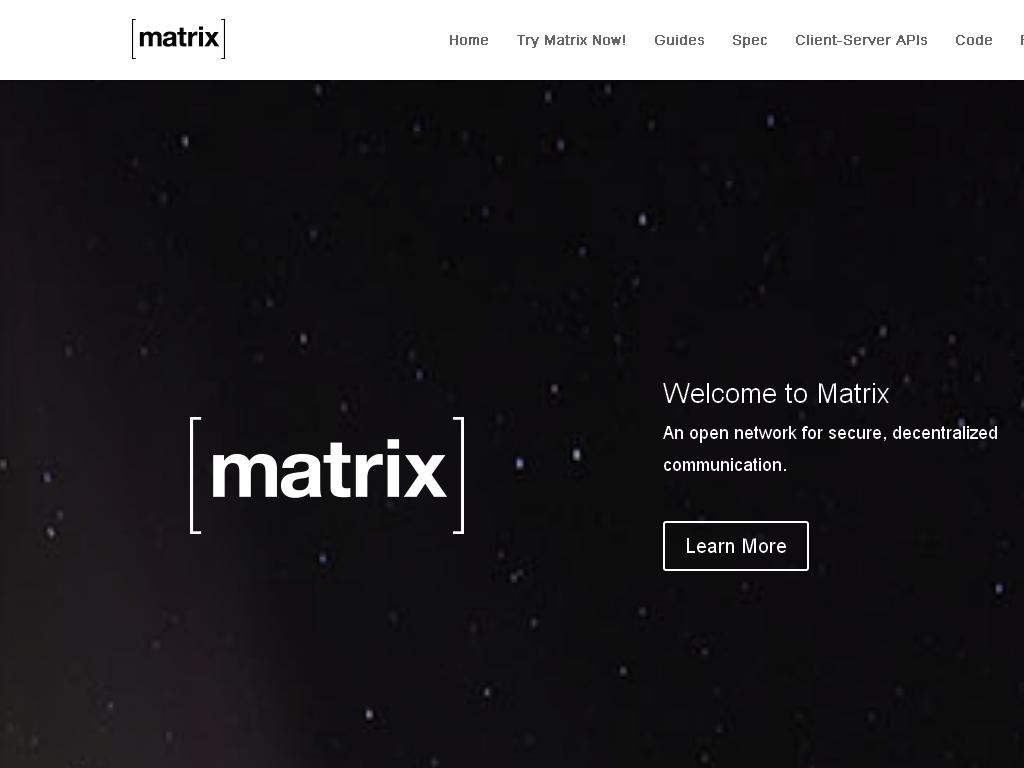 [matrix]
Home Try Matrix Now! Guides Spec Client-Server APIs Code
Welcome to Matrix
An open network for secure, decentralized
communication.
[matrix]
Learn More